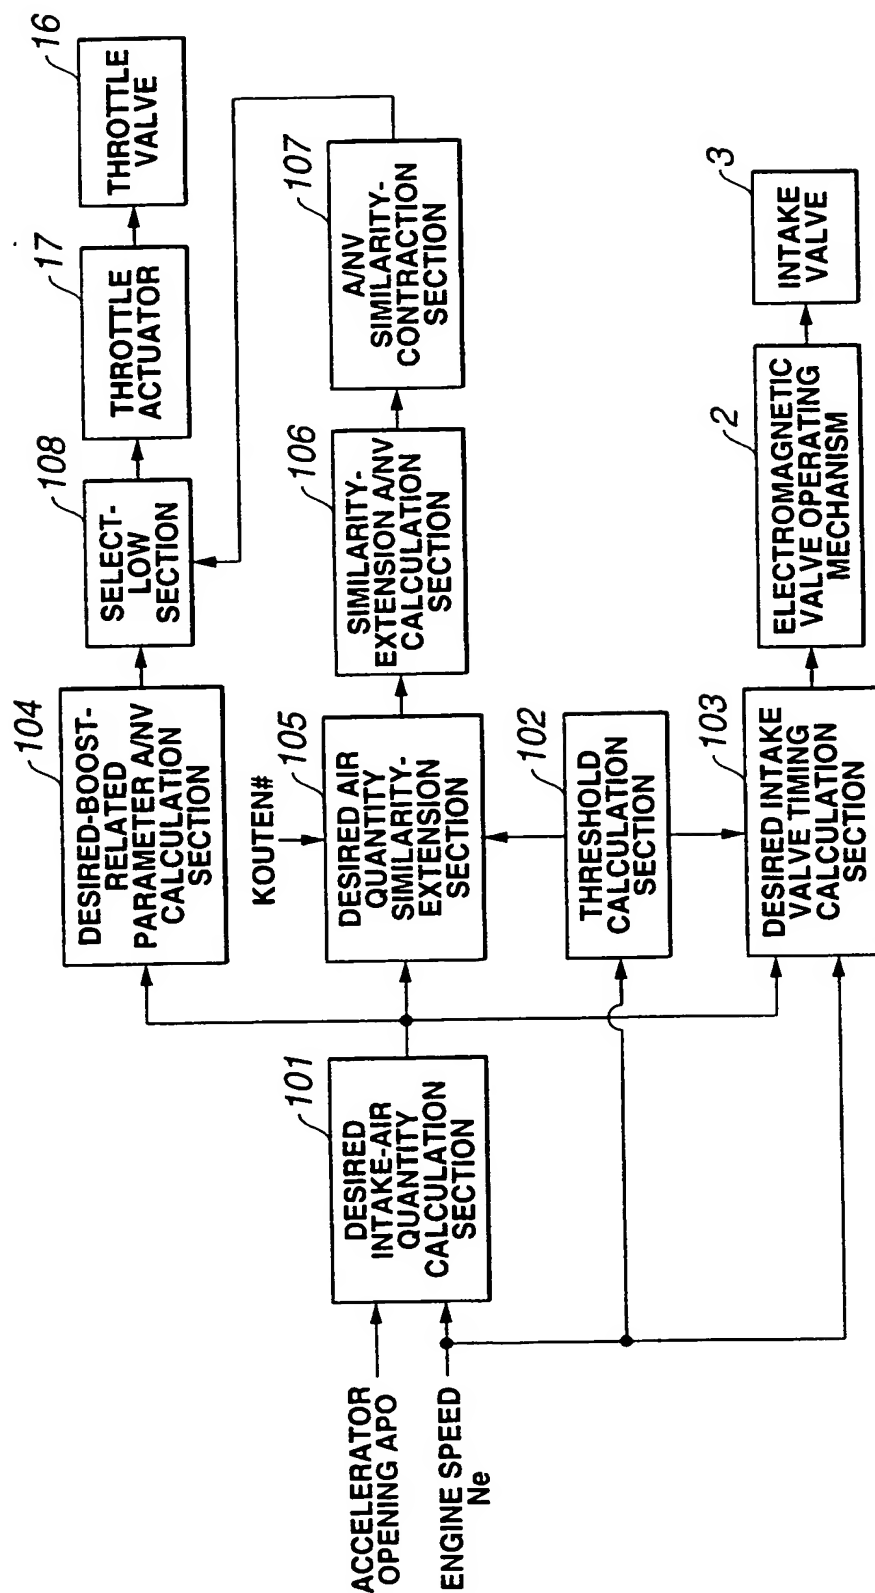 ACCELERATOR
OPENING APO
ENGINE SPEED
Ne
101
DESIRED
INTAKE-AIR
QUANTITY
CALCULATION
SECTION
104
DESIRED-BOOST-
RELATED
PARAMETER A/NV
CALCULATION
SECTION
KOUTEN#
105
DESIRED AIR
QUANTITY
SIMILARITY-
EXTENSION
SECTION
102
THRESHOLD
CALCULATION
SECTION
103
DESIRED INTAKE
VALVE TIMING
CALCULATION
SECTION
108
SELECT-
LOW
SECTION
106
SIMILARITY-
EXTENSION A/NV
CALCULATION
SECTION
2
ELECTROMAGNETIC
VALVE OPERATING
MECHANISM
17
THROTTLE
ACTUATOR
107
A/NV
SIMILARITY-
CONTRACTION
SECTION
3
INTAKE
VALVE
16
THROTTLE
VALVE